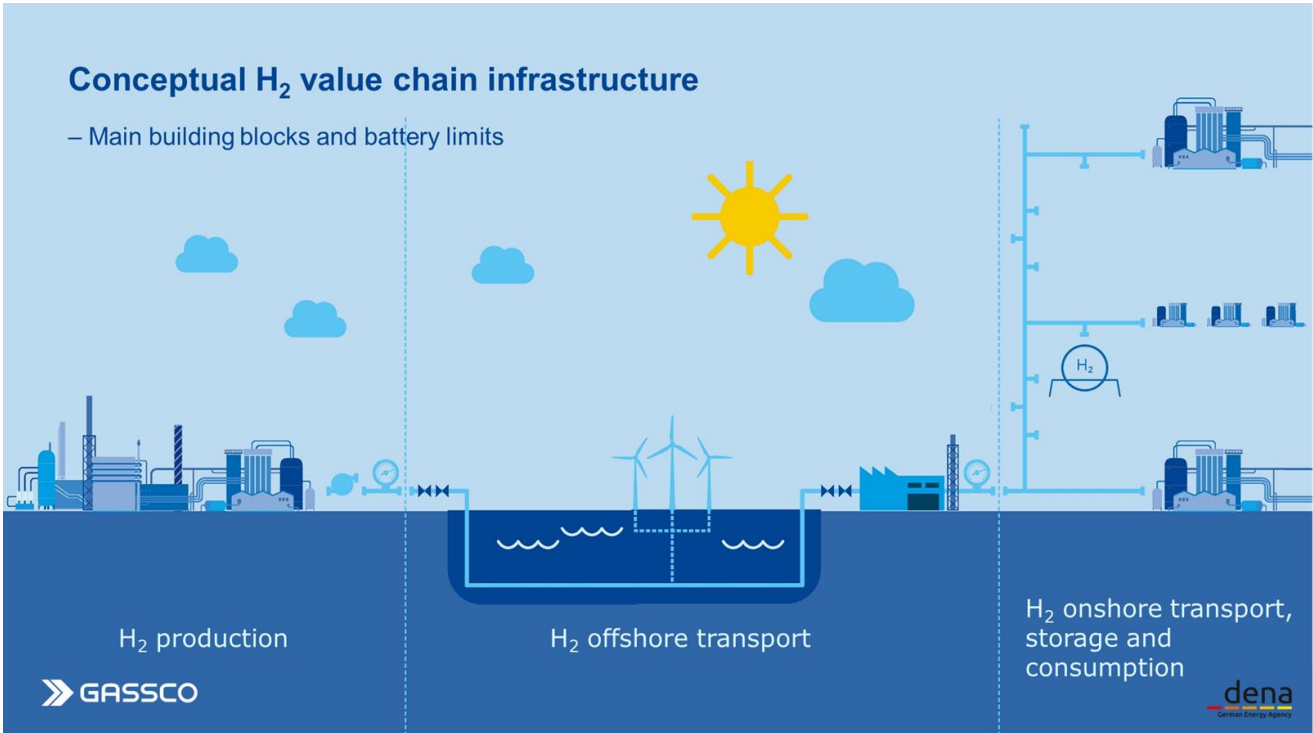 Conceptual H₂ value chain infrastructure
– Main building blocks and battery limits
H₂
H₂ production
H₂ offshore transport
H₂ onshore transport,
storage and
consumption
GASSCO
dena
German Energy Agency